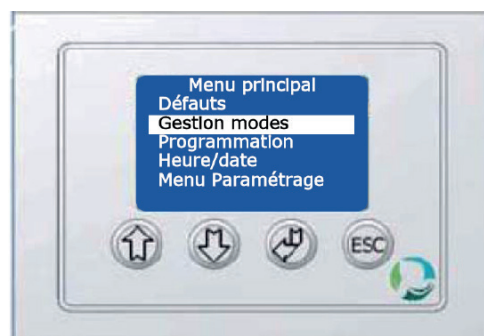 Menu principal
Défauts
Gestion modes
Programmation
Heure/date
Menu Paramétrage
ESC